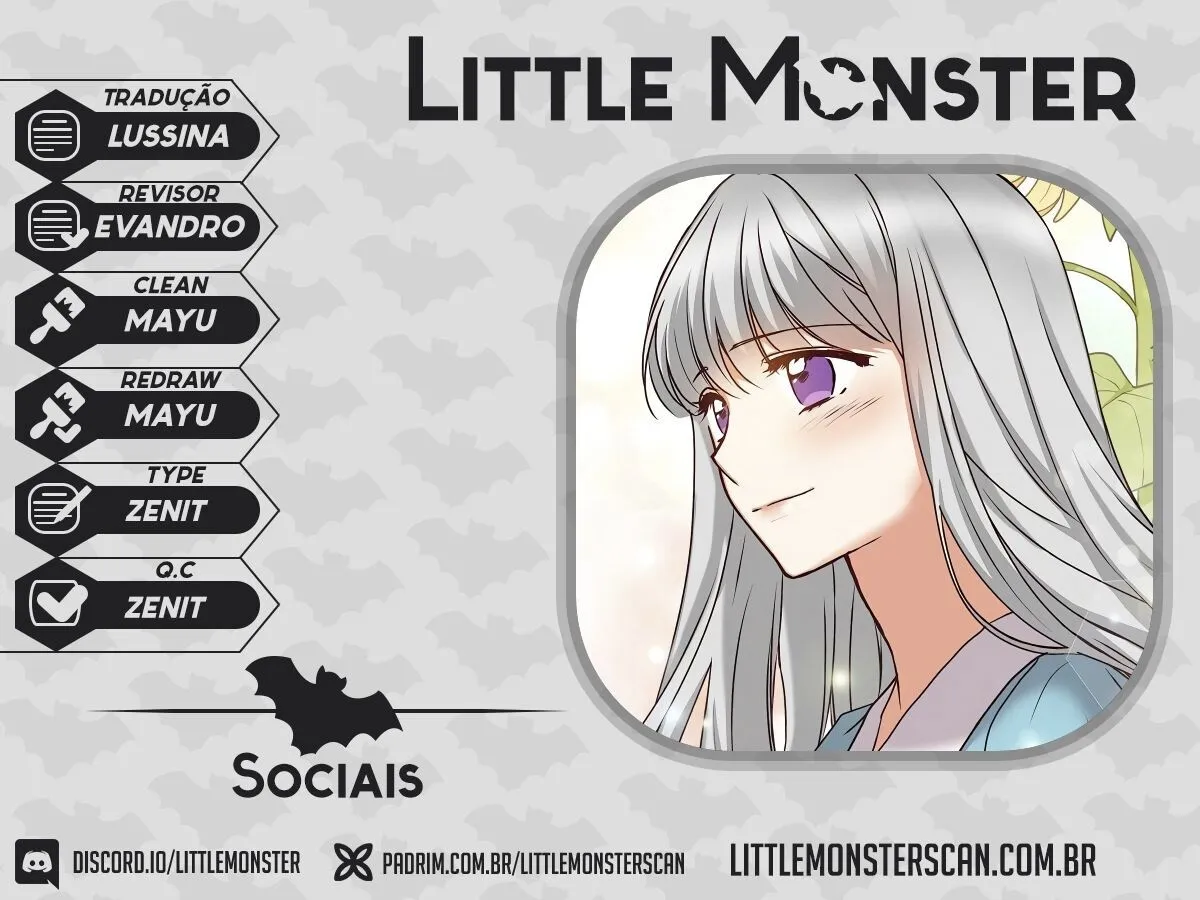 LITTLE MONSTER
TRADUÇÃO
LUSSINA
REVISOR
EVANDRO
CLEAN
MAYU
REDRAW
MAYU
TYPE
ZENIT
Q.C
ZENIT
SOCIAIS
DISCORD.IO/LITTLEMONSTER
PADRIM.COM.BR/LITTLEMONSTERSCAN
LITTLEMONSTERSCAN.COM.BR